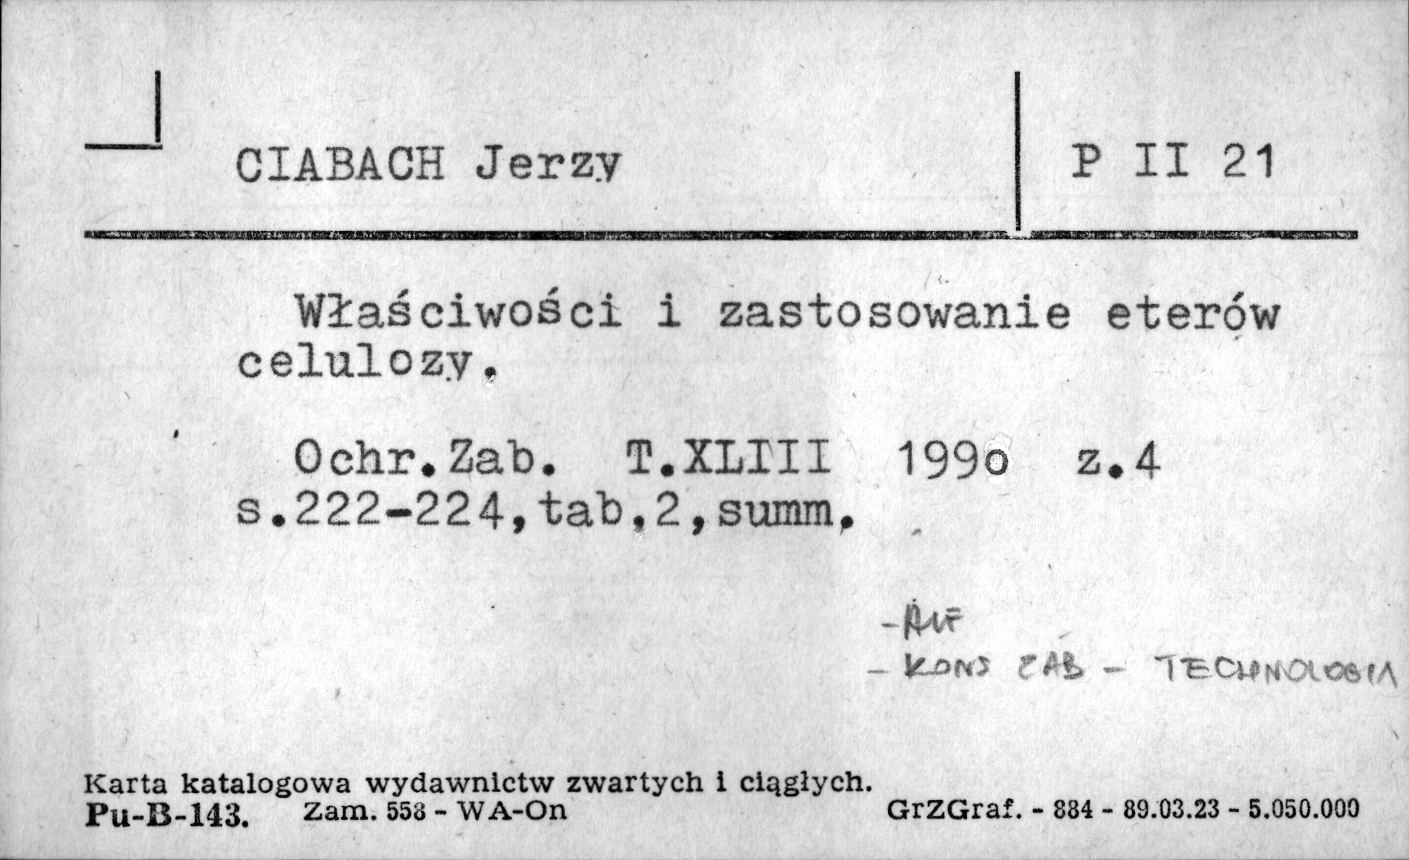 CIABACH Jerzy
P II 21
Właściwości i zastosowanie eterów
celulozy.
Ochr.Zab. T.XLIII 1990 z.4
s.222-224,tab.2,summ.
- KONS ZAB - TECHNOLOGIA
Karta katalogowa wydawnictw zwartych i ciągłych.
Pu-B-143. Zam. 558 - WA-On GrZGraf. - 884 - 89.03.23 - 5.050.000